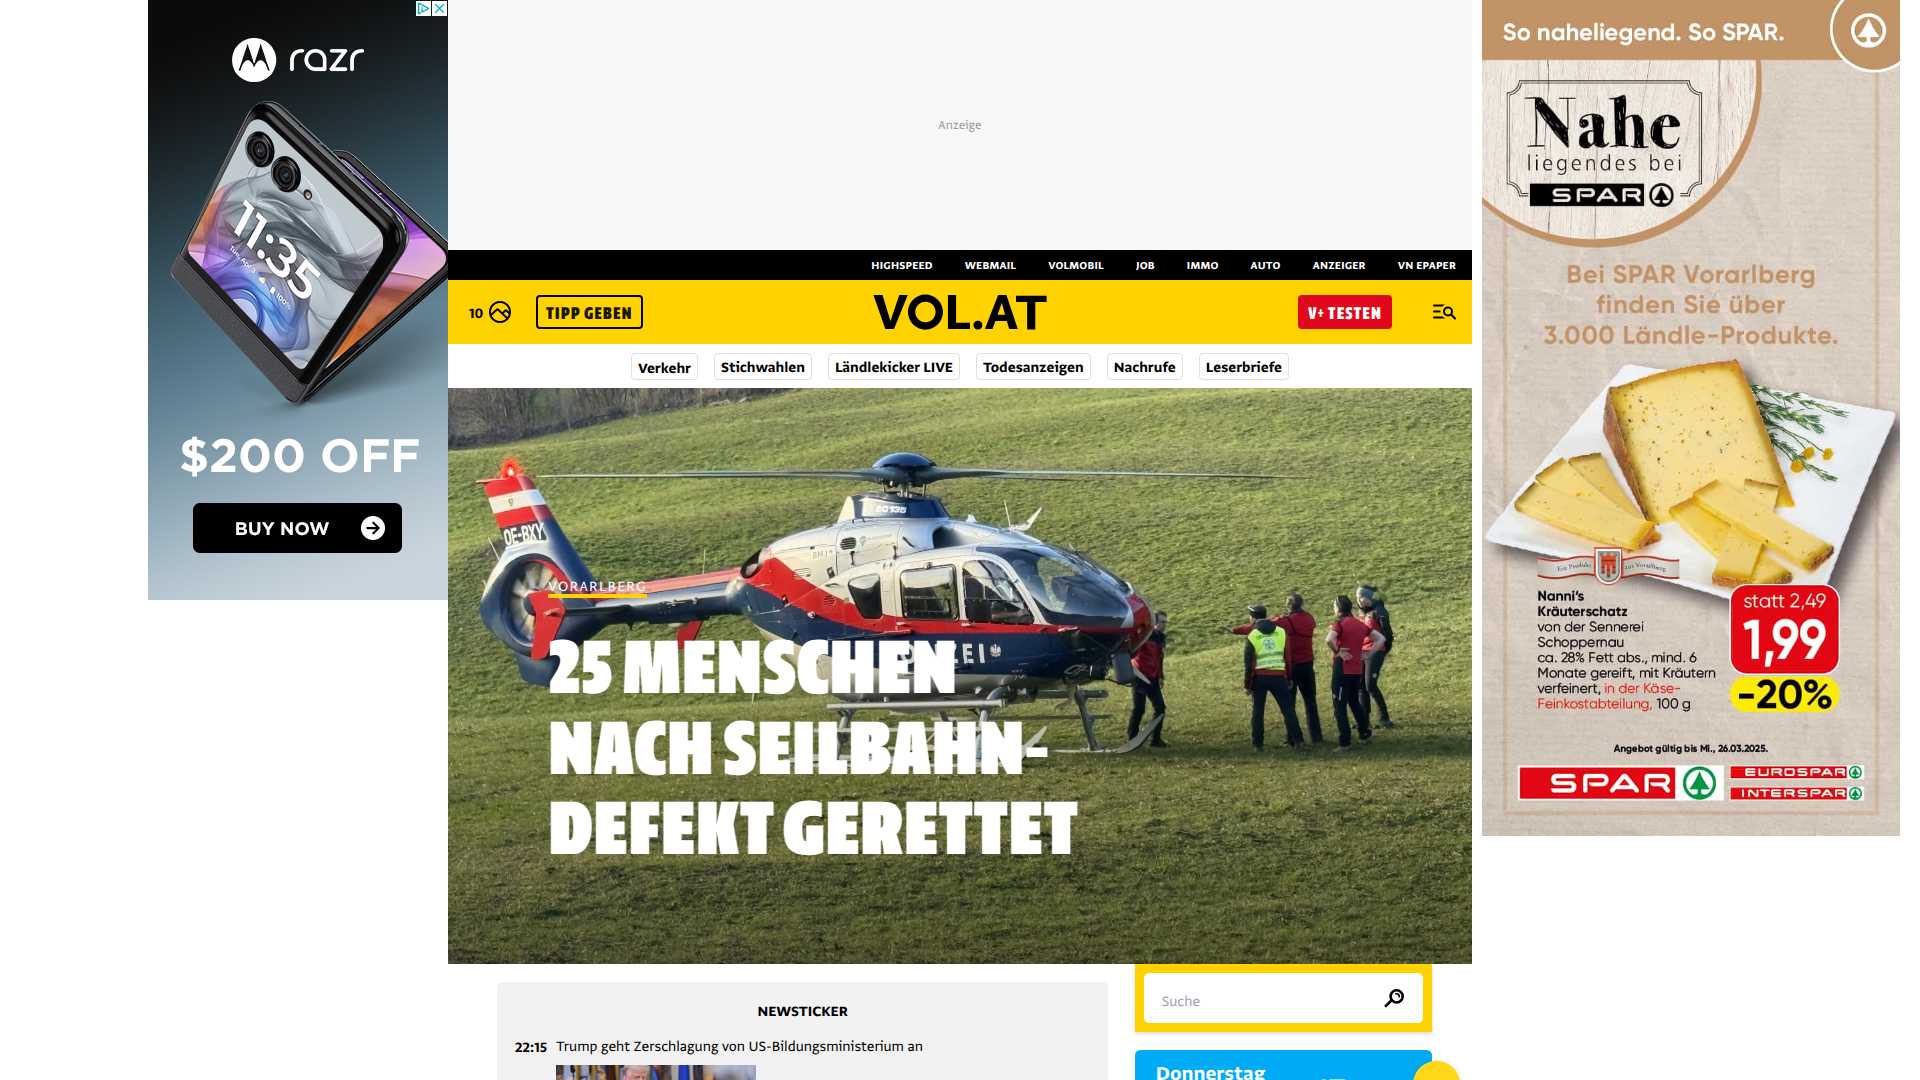 razr
11:35
Tue, Apr 3
100%
$200 OFF
BUY NOW
Anzeige
HIGHSPEED
WEBMAIL
VOLMOBIL
JOB
IMMO
AUTO
ANZEIGER
VN EPAPER
10
TIPP GEBEN
VOL.AT
V+ TESTEN
Verkehr
Stichwahlen
Ländlekicker LIVE
Todesanzeigen
Nachrufe
Leserbriefe
OE-BXY
VORARLBERG
25 MENSCHEN
NACH SEILBAHN-
DEFEKT GERETTET
NEWSTICKER
22:15 Trump geht Zerschlagung von US-Bildungsministerium an
Suche
Donnerstag
So naheliegend. So SPAR.
Nahe
liegendes bei
SPAR
Bei SPAR Vorarlberg
finden Sie über
3.000 Ländle-Produkte.
Ein Produkt aus Vorarlberg
Nanni's
Kräuterschatz
von der Sennerei
Schoppernau
ca. 28% Fett abs., mind. 6
Monate gereift, mit Kräutern
verfeinert, in der Käse-
Feinkostabteilung, 100 g
statt 2,49
1,99
-20%
Angebot gültig bis Mi., 26.03.2025.
SPAR
EUROSPAR
INTERSPAR